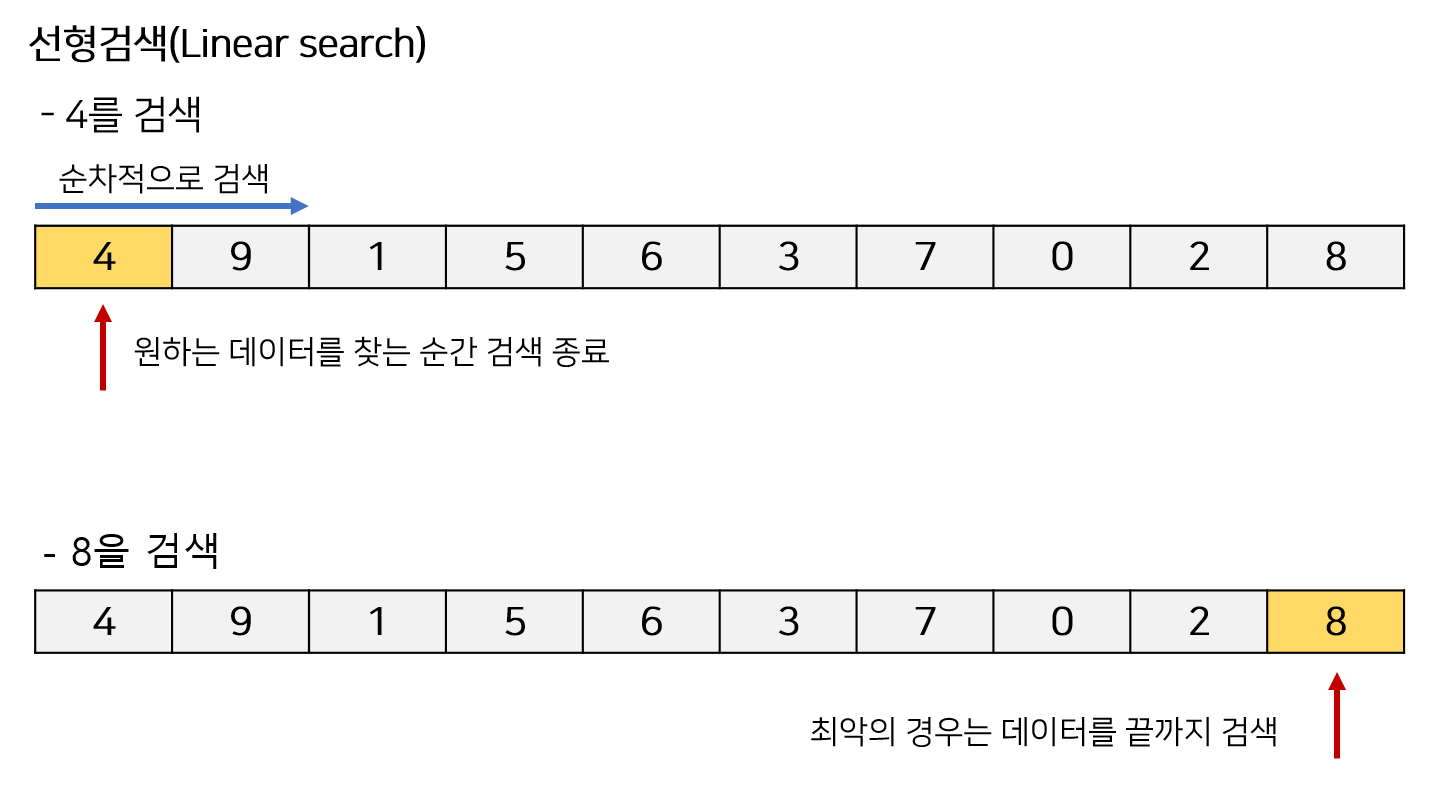 선형검색(Linear search)
- 4를 검색
순차적으로 검색
4 9 1 5 6 3 7 0 2 8
원하는 데이터를 찾는 순간 검색 종료
- 8을 검색
4 9 1 5 6 3 7 0 2 8
최악의 경우는 데이터를 끝까지 검색